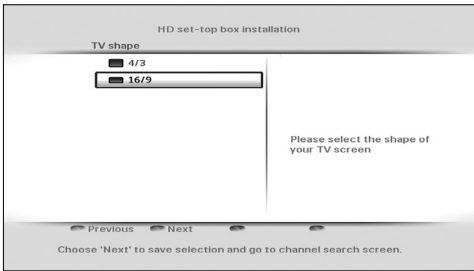 HD set-top box installation
TV shape
4/3
16/9
Please select the shape of
your TV screen
Previous Next
Choose 'Next' to save selection and go to channel search screen.